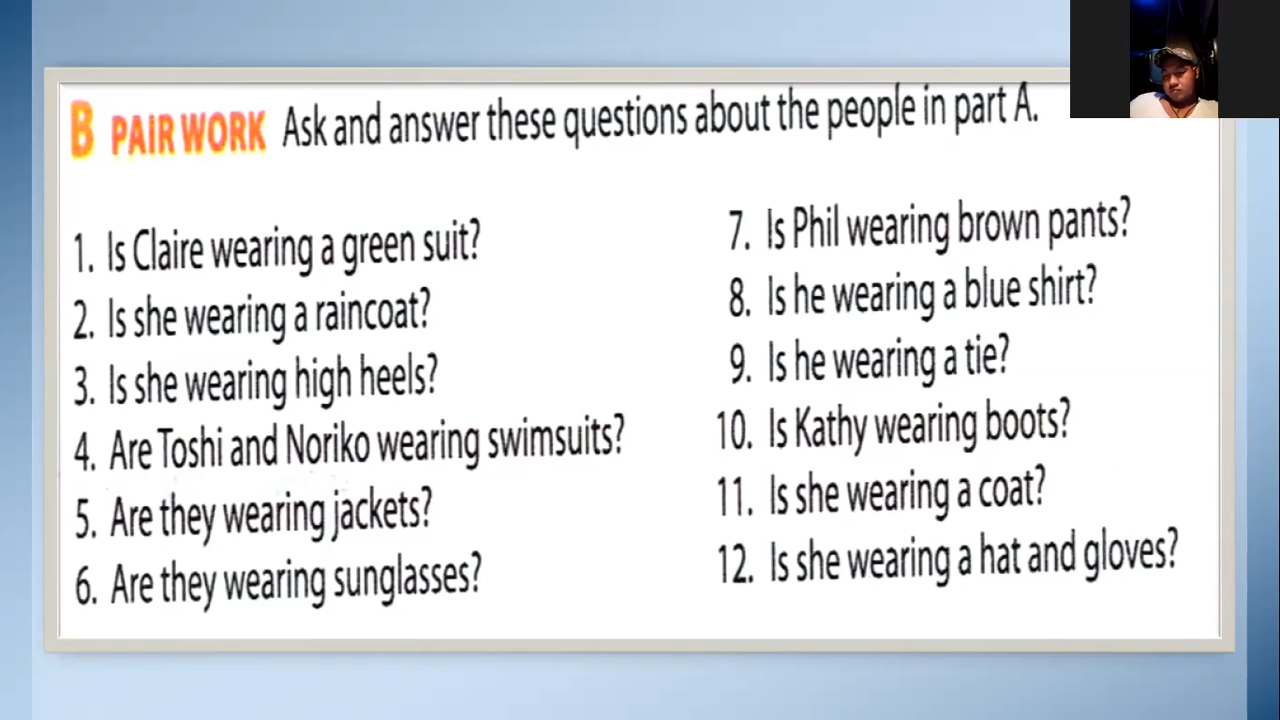 B PAIR WORK Ask and answer these questions about the people in part A.
1. Is Claire wearing a green suit?
2. Is she wearing a raincoat?
3. Is she wearing high heels?
4. Are Toshi and Noriko wearing swimsuits?
5. Are they wearing jackets?
6. Are they wearing sunglasses?
7. Is Phil wearing brown pants?
8. Is he wearing a blue shirt?
9. Is he wearing a tie?
10. Is Kathy wearing boots?
11. Is she wearing a coat?
12. Is she wearing a hat and gloves?